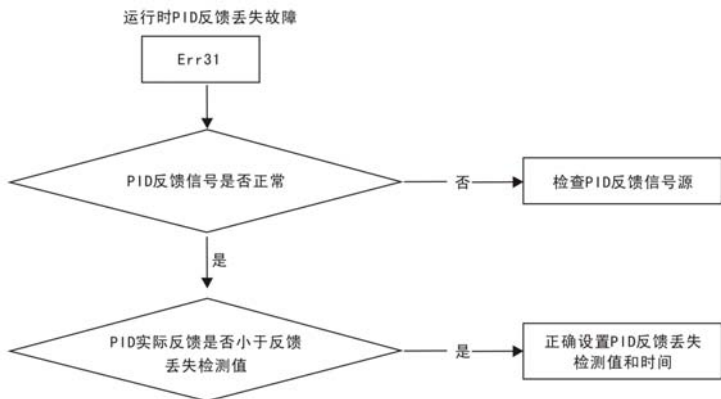 运行时PID反馈丢失故障
Err31
PID反馈信号是否正常
否
检查PID反馈信号源
是
PID实际反馈是否小于反馈
丢失检测值
是
正确设置PID反馈丢失
检测值和时间